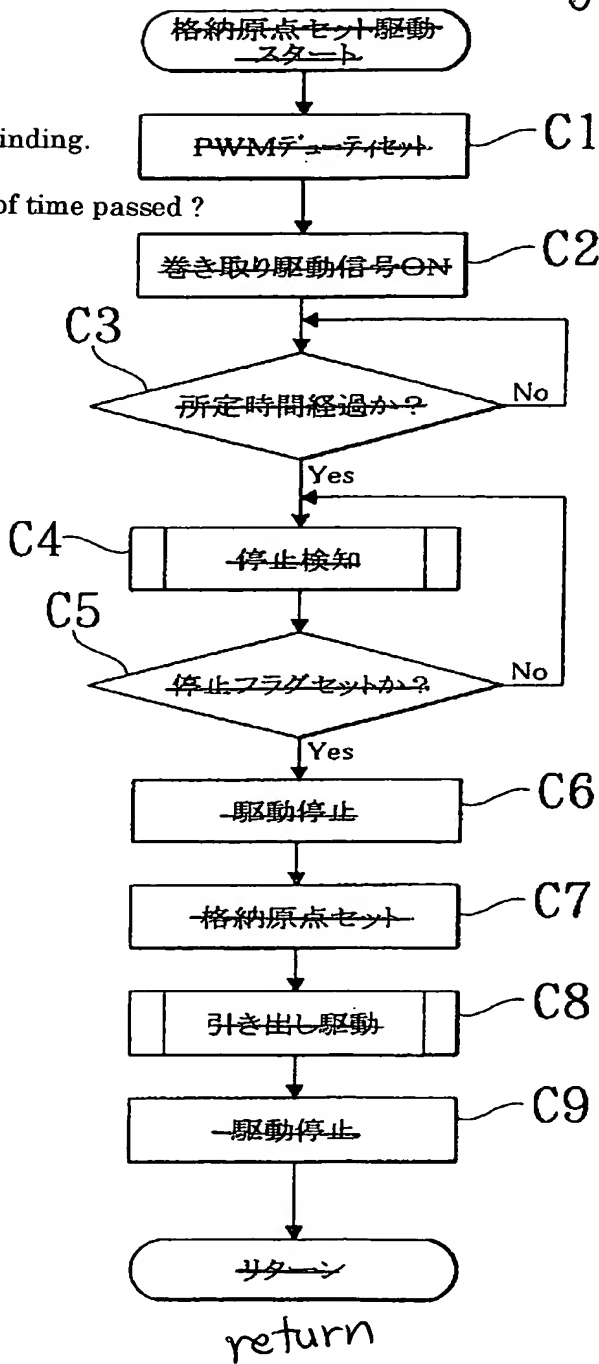 格納原点セット駆動
スタート
inding.
PWMデューティセット
C1
of time passed ?
巻き取り駆動信号ON
C2
C3
所定時間経過か？
No
Yes
C4
停止検知
C5
停止フラグセットか？
No
Yes
駆動停止
C6
格納原点セット
C7
引き出し駆動
C8
駆動停止
C9
リターン
return